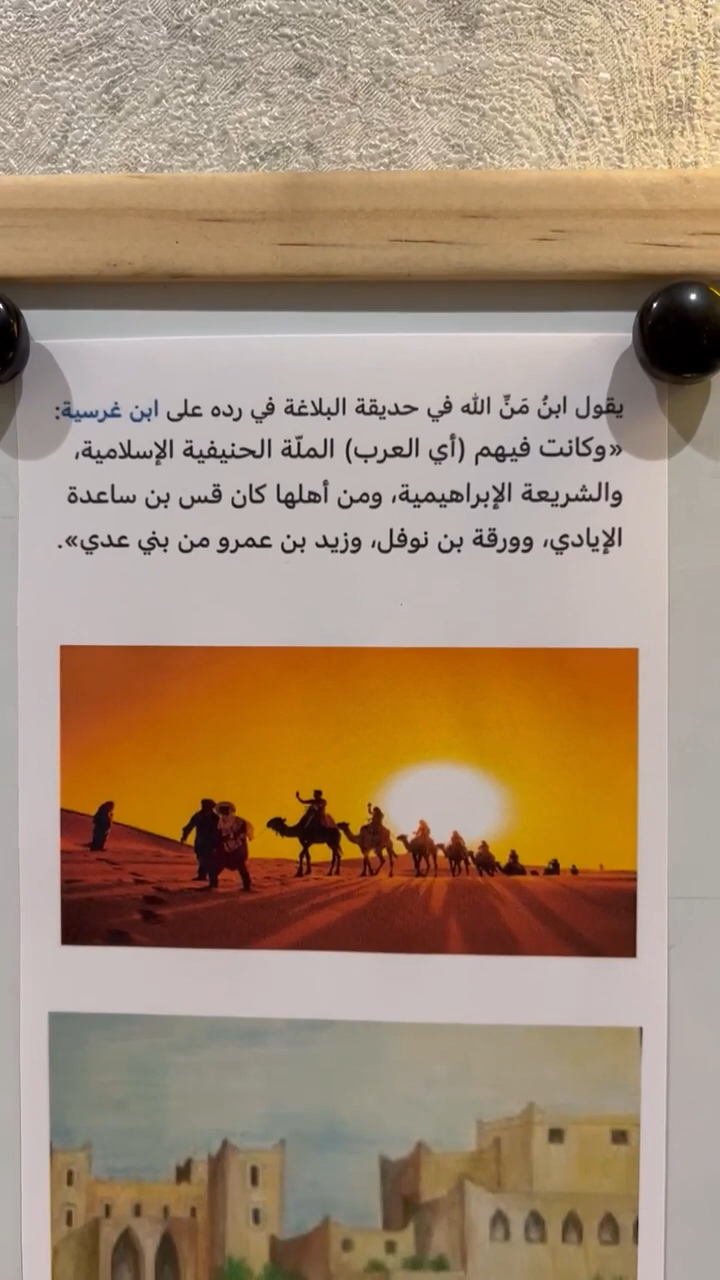 يقول ابنُ مَنِّ الله في حديقة البلاغة في رده على ابن غرسية:
«وكانت فيهم (أي العرب) الملّة الحنيفية الإسلامية،
والشريعة الإبراهيمية، ومن أهلها كان قس بن ساعدة
الإيادي، وورقة بن نوفل، وزيد بن عمرو من بني عدي».